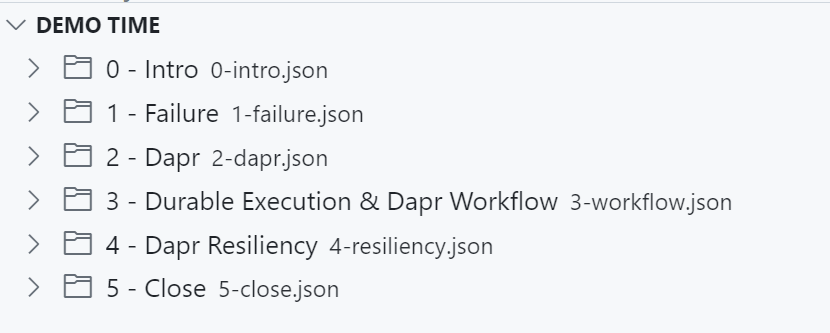 DEMO TIME
0 - Intro 0-intro.json
1 - Failure 1-failure.json
2 - Dapr 2-dapr.json
3 - Durable Execution & Dapr Workflow 3-workflow.json
4 - Dapr Resiliency 4-resiliency.json
5 - Close 5-close.json